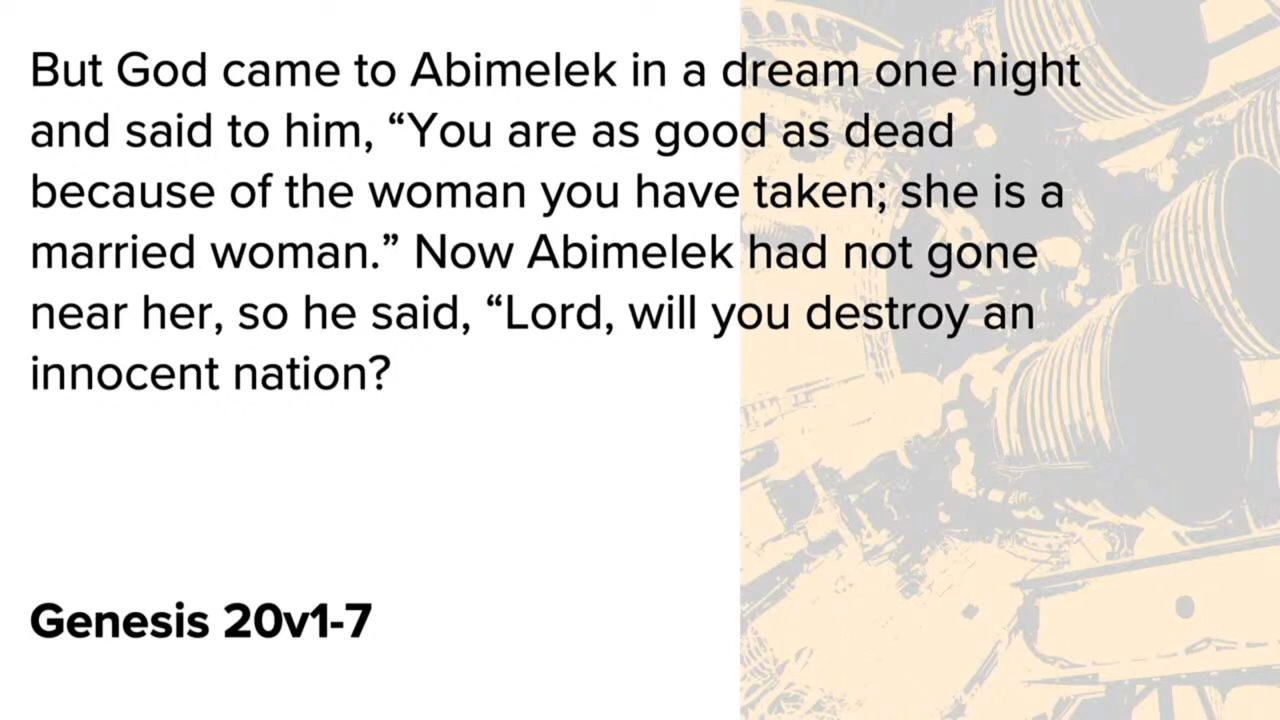 But God came to Abimelek in a dream one night
and said to him, “You are as good as dead
because of the woman you have taken; she is a
married woman.” Now Abimelek had not gone
near her, so he said, “Lord, will you destroy an
innocent nation?
Genesis 20v1-7